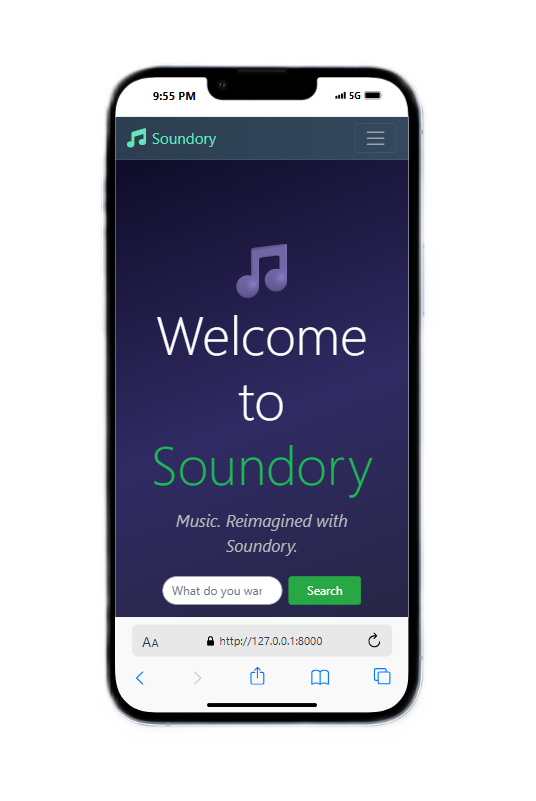 9:55 PM
5G
Soundory
Welcome
to
Soundory
Music. Reimagined with
Soundory.
What do you war
Search
AA
http://127.0.0.1:8000